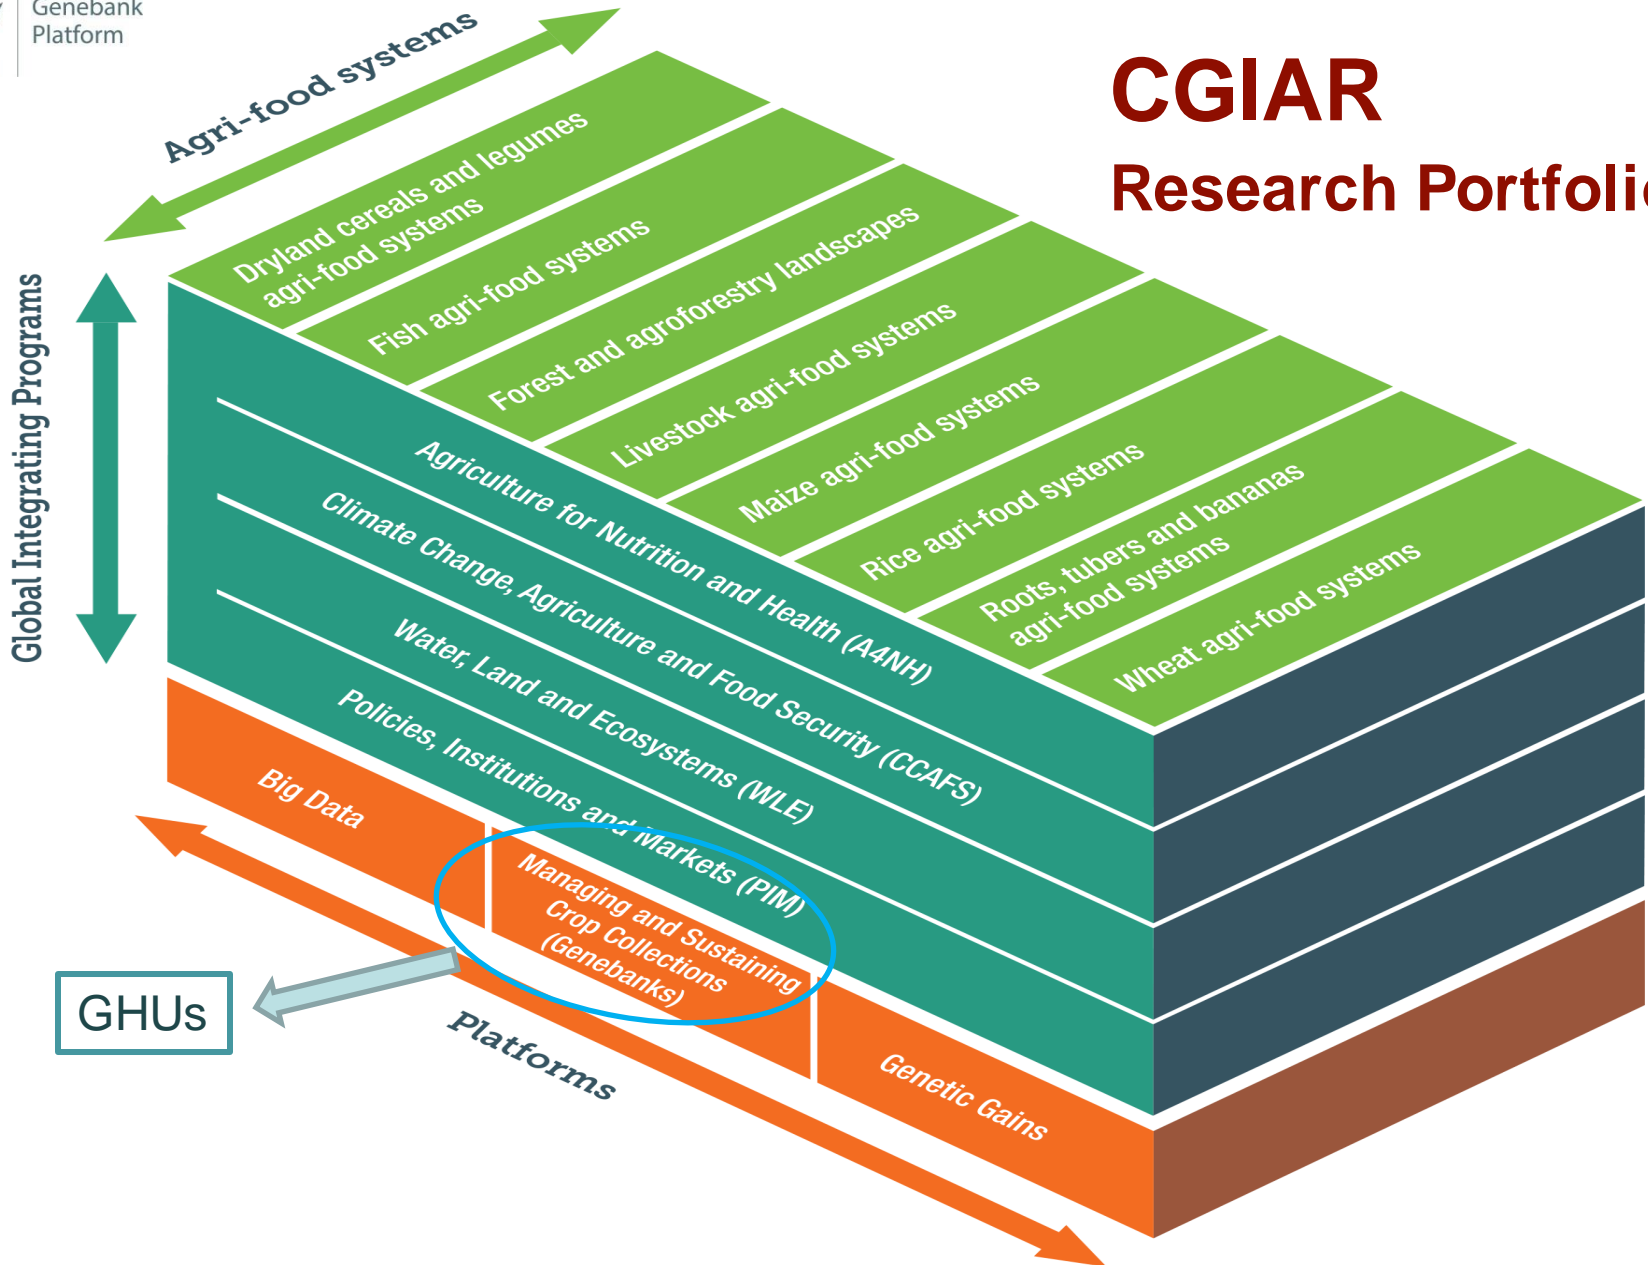 Genebank
Platform
CGIAR
Research Portfolio
Agri-food systems
Dryland cereals and legumes
agri-food systems
Fish agri-food systems
Forest and agroforestry landscapes
Livestock agri-food systems
Maize agri-food systems
Rice agri-food systems
Roots, tubers and bananas
agri-food systems
Wheat agri-food systems
Global Integrating Programs
Agriculture for Nutrition and Health (A4NH)
Climate Change, Agriculture and Food Security (CCAFS)
Water, Land and Ecosystems (WLE)
Policies, Institutions and Markets (PIM)
Big Data
Managing and Sustaining
Crop Collections
(Genebanks)
Genetic Gains
GHUs
Platforms